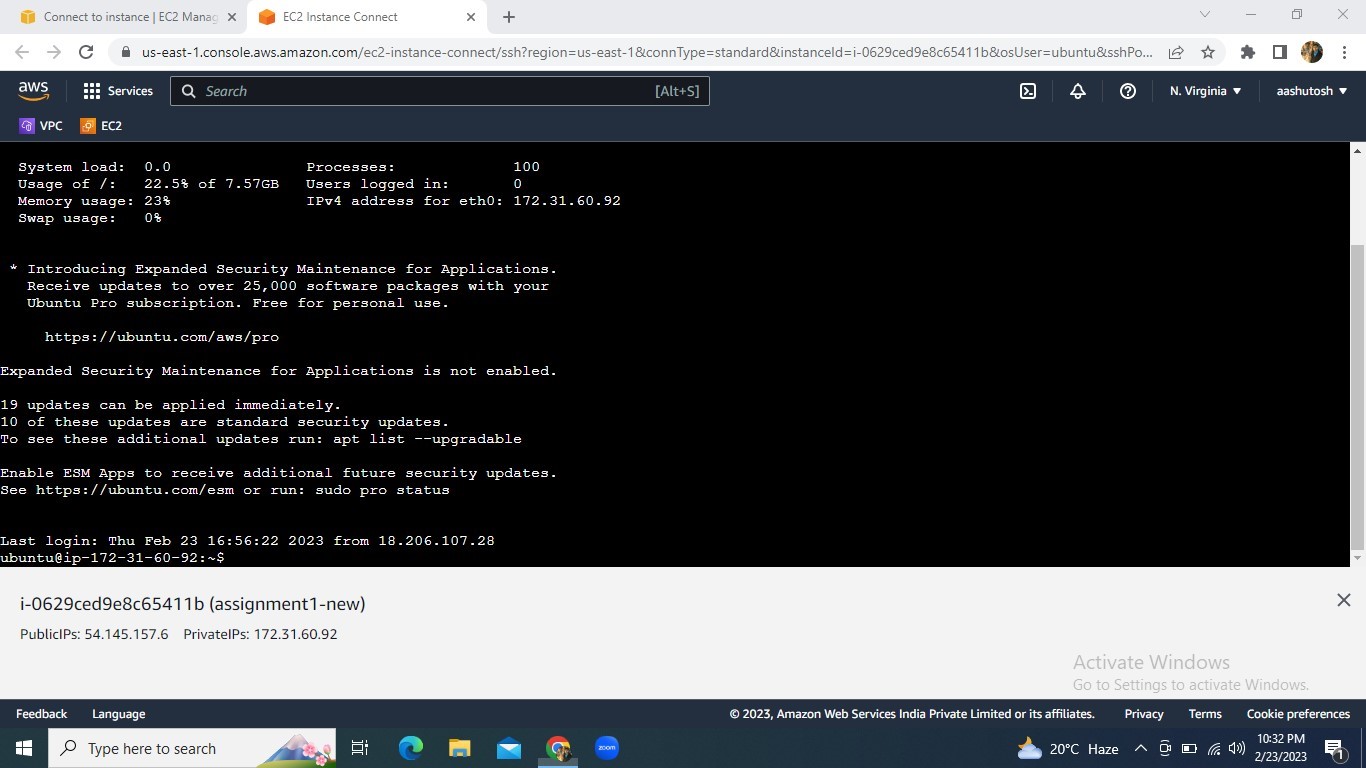 Connect to instance | EC2 Manag
EC2 Instance Connect
us-east-1.console.aws.amazon.com/ec2-instance-connect/ssh?region=us-east-1&connType=standard&instanceId=i-0629ced9e8c65411b&osUser=ubuntu&sshPo...
aws
Services
Search
[Alt+S]
N. Virginia
aashutosh
VPC
EC2
System load: 0.0 Processes: 100
Usage of /: 22.5% of 7.57GB Users logged in: 0
Memory usage: 23% IPv4 address for eth0: 172.31.60.92
Swap usage: 0%
* Introducing Expanded Security Maintenance for Applications.
Receive updates to over 25,000 software packages with your
Ubuntu Pro subscription. Free for personal use.
https://ubuntu.com/aws/pro
Expanded Security Maintenance for Applications is not enabled.
19 updates can be applied immediately.
10 of these updates are standard security updates.
To see these additional updates run: apt list --upgradable
Enable ESM Apps to receive additional future security updates.
See https://ubuntu.com/esm or run: sudo pro status
Last login: Thu Feb 23 16:56:22 2023 from 18.206.107.28
ubuntu@ip-172-31-60-92:~$
i-0629ced9e8c65411b (assignment1-new)
PublicIPs: 54.145.157.6 PrivateIPs: 172.31.60.92
Activate Windows
Go to Settings to activate Windows.
Feedback Language © 2023, Amazon Web Services India Private Limited or its affiliates. Privacy Terms Cookie preferences
Type here to search
zoom
20°C Haze
10:32 PM
2/23/2023
1